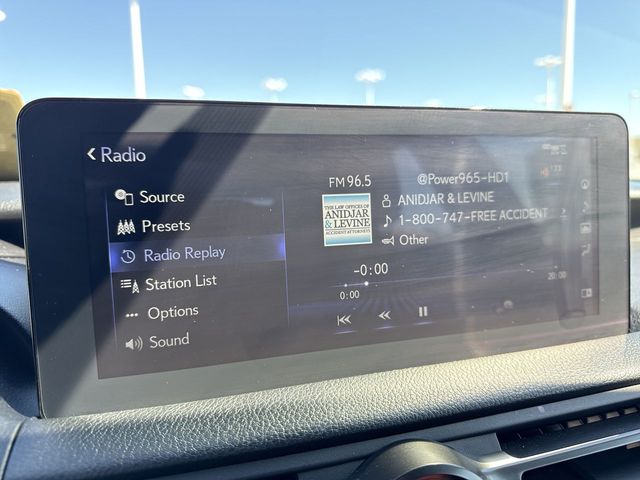 Radio
Source
Presets
Radio Replay
Station List
Options
Sound
FM 96.5
@Power965-HD1
THE LAW OFFICES OF
ANIDJAR
& LEVINE
ACCIDENT ATTORNEYS
ANIDJAR & LEVINE
1-800-747-FREE ACCIDENT
Other
-0:00
0:00
20:00